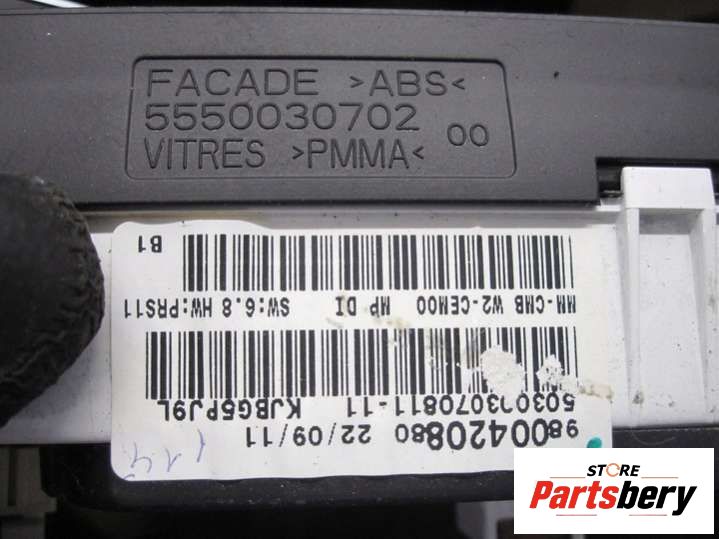 FACADE >ABS<
5550030702 00
VITRES >PMMA<
9800420880 22/09/11
503003070811-11 KJBG5PJ9L
MM-CMB W2-CEM00 MP DI SW:6.8 HW:PRS11
B1
STORE
Partsbery